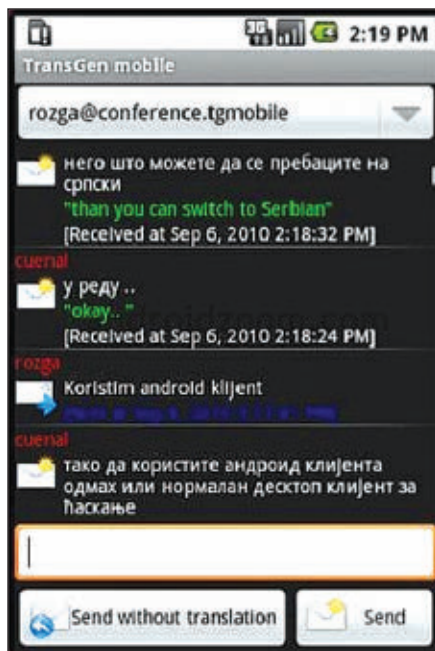 2:19 PM
TransGen mobile
rozga@conference.tgmobile
него што можете да се пребаците на
српски
"than you can switch to Serbian"
[Received at Sep 6, 2010 2:18:32 PM]
cuenal
у реду ..
"okay.. "
[Received at Sep 6, 2010 2:18:24 PM]
rozga
Koristim android klijent
cuenal
тако да користите андроид клијента
одмах или нормалан десктоп клијент за
ћаскање
Send without translation
Send